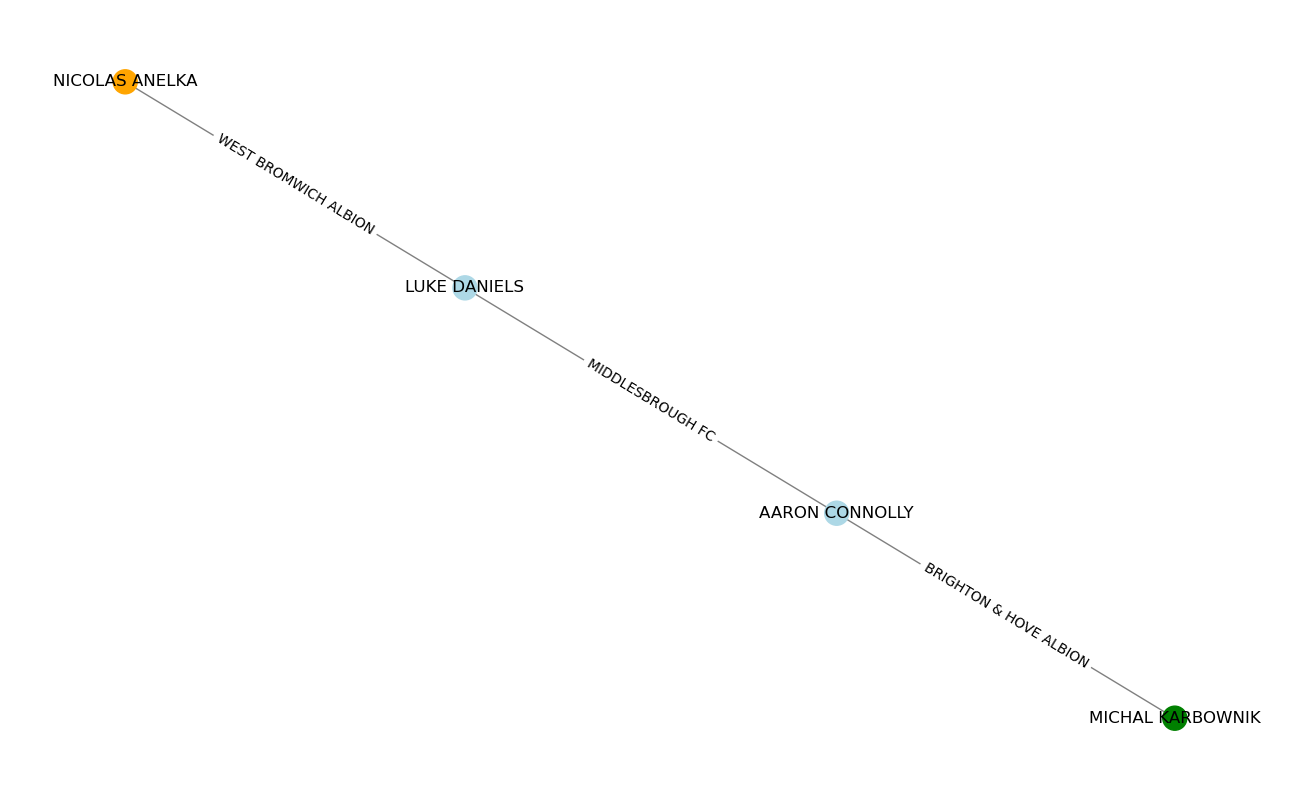 NICOLAS ANELKA
WEST BROMWICH ALBION
LUKE DANIELS
MIDDLESBROUGH FC
AARON CONNOLLY
BRIGHTON & HOVE ALBION
MICHAL KARBOWNIK